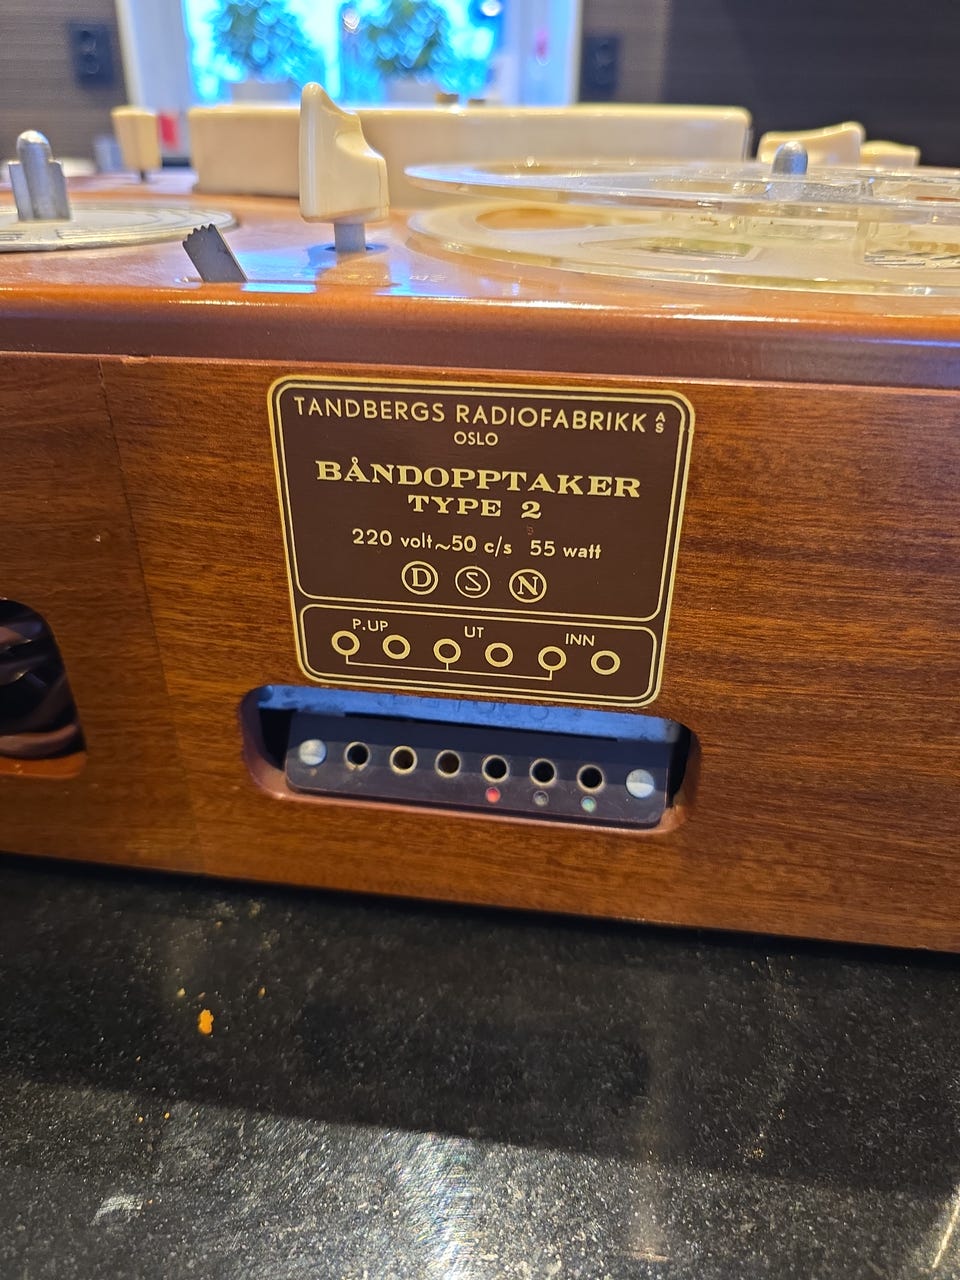 TANDBERGS RADIOFABRIKK A/S
OSLO
BÅNDOPPTAKER
TYPE 2
220 volt~50 c/s 55 watt
D S N
P.UP UT INN